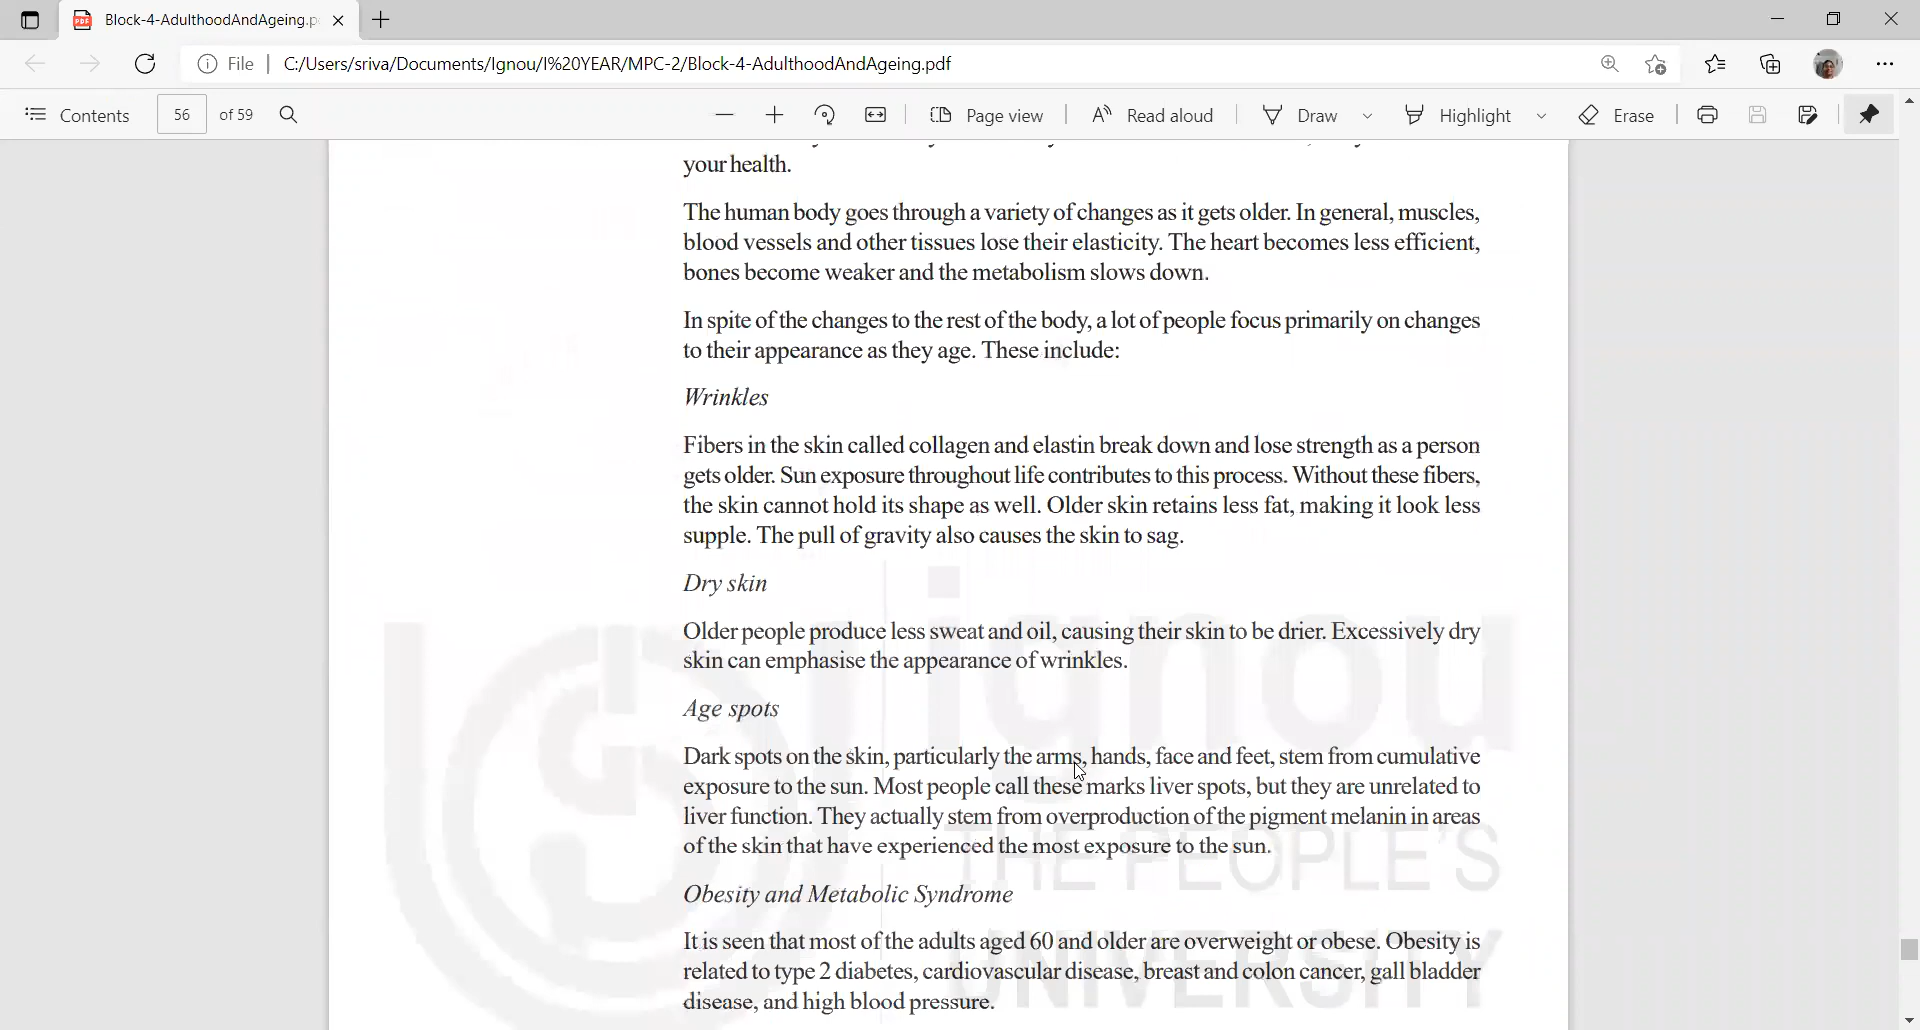 Block-4-AdulthoodAndAgeing.p
File
C:/Users/sriva/Documents/Ignou/I%20YEAR/MPC-2/Block-4-AdulthoodAndAgeing.pdf
Contents
56
of 59
Page view
Read aloud
Draw
Highlight
Erase
your health.
The human body goes through a variety of changes as it gets older. In general, muscles,
blood vessels and other tissues lose their elasticity. The heart becomes less efficient,
bones become weaker and the metabolism slows down.
In spite of the changes to the rest of the body, a lot of people focus primarily on changes
to their appearance as they age. These include:
Wrinkles
Fibers in the skin called collagen and elastin break down and lose strength as a person
gets older. Sun exposure throughout life contributes to this process. Without these fibers,
the skin cannot hold its shape as well. Older skin retains less fat, making it look less
supple. The pull of gravity also causes the skin to sag.
Dry skin
Older people produce less sweat and oil, causing their skin to be drier. Excessively dry
skin can emphasise the appearance of wrinkles.
Age spots
Dark spots on the skin, particularly the arms, hands, face and feet, stem from cumulative
exposure to the sun. Most people call these marks liver spots, but they are unrelated to
liver function. They actually stem from overproduction of the pigment melanin in areas
of the skin that have experienced the most exposure to the sun.
Obesity and Metabolic Syndrome
It is seen that most of the adults aged 60 and older are overweight or obese. Obesity is
related to type 2 diabetes, cardiovascular disease, breast and colon cancer, gall bladder
disease, and high blood pressure.
ignou
THE PEOPLE'S
UNIVERSITY